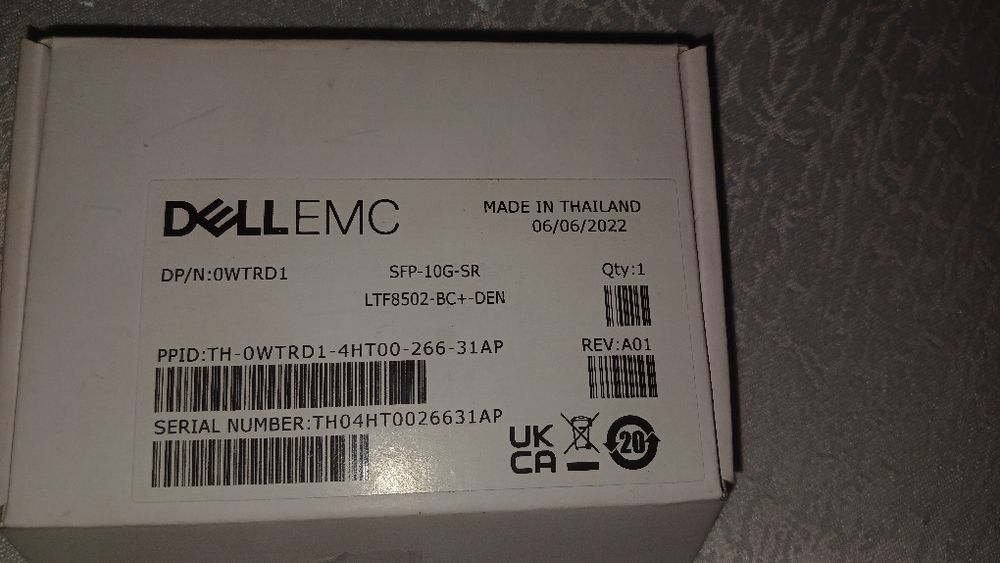 DELLEMC
MADE IN THAILAND
06/06/2022
DP/N:0WTRD1
SFP-10G-SR
Qty:1
LTF8502-BC+-DEN
PPID:TH-0WTRD1-4HT00-266-31AP
REV:A01
SERIAL NUMBER:TH04HT0026631AP
UK
CA
20